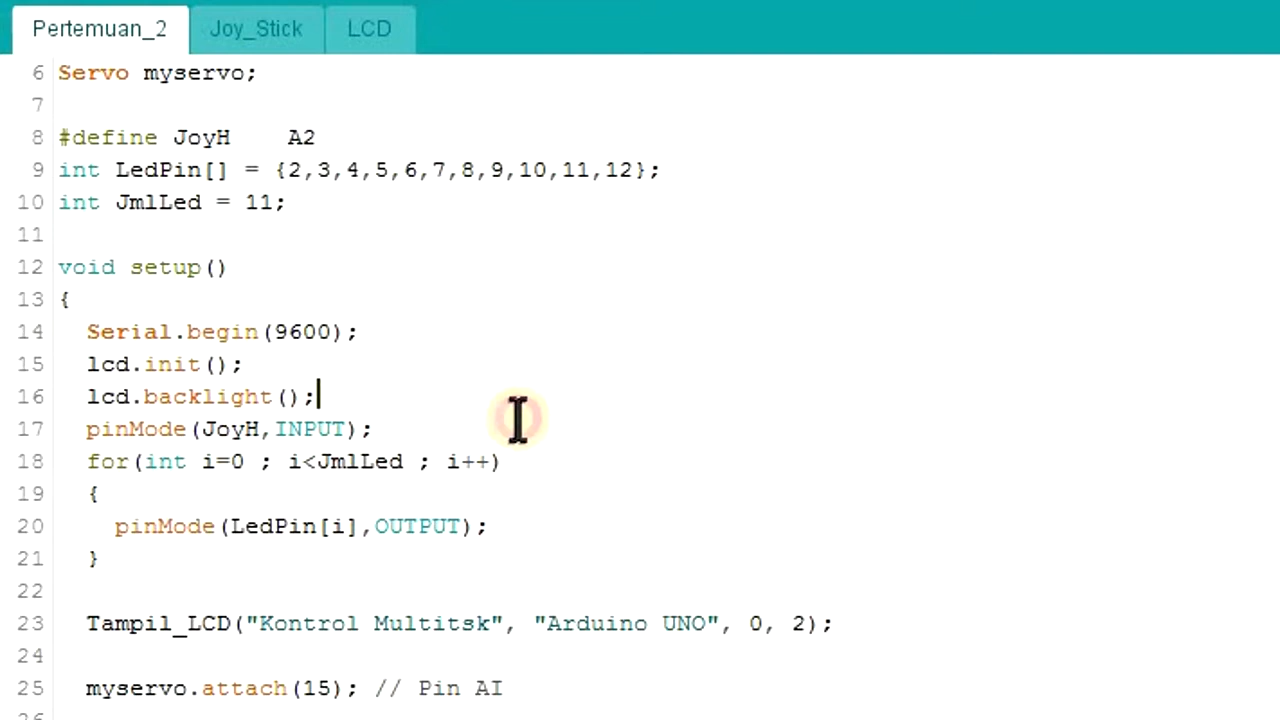 Pertemuan_2 Joy_Stick LCD
6 Servo myservo;
7
8 #define JoyH    A2
9 int LedPin[] = {2,3,4,5,6,7,8,9,10,11,12};
10 int JmlLed = 11;
11
12 void setup()
13 {
14   Serial.begin(9600);
15   lcd.init();
16   lcd.backlight();
17   pinMode(JoyH,INPUT);
18   for(int i=0 ; i<JmlLed ; i++)
19   {
20     pinMode(LedPin[i],OUTPUT);
21   }
22
23   Tampil_LCD("Kontrol Multitsk", "Arduino UNO", 0, 2);
24
25   myservo.attach(15); // Pin AI
26